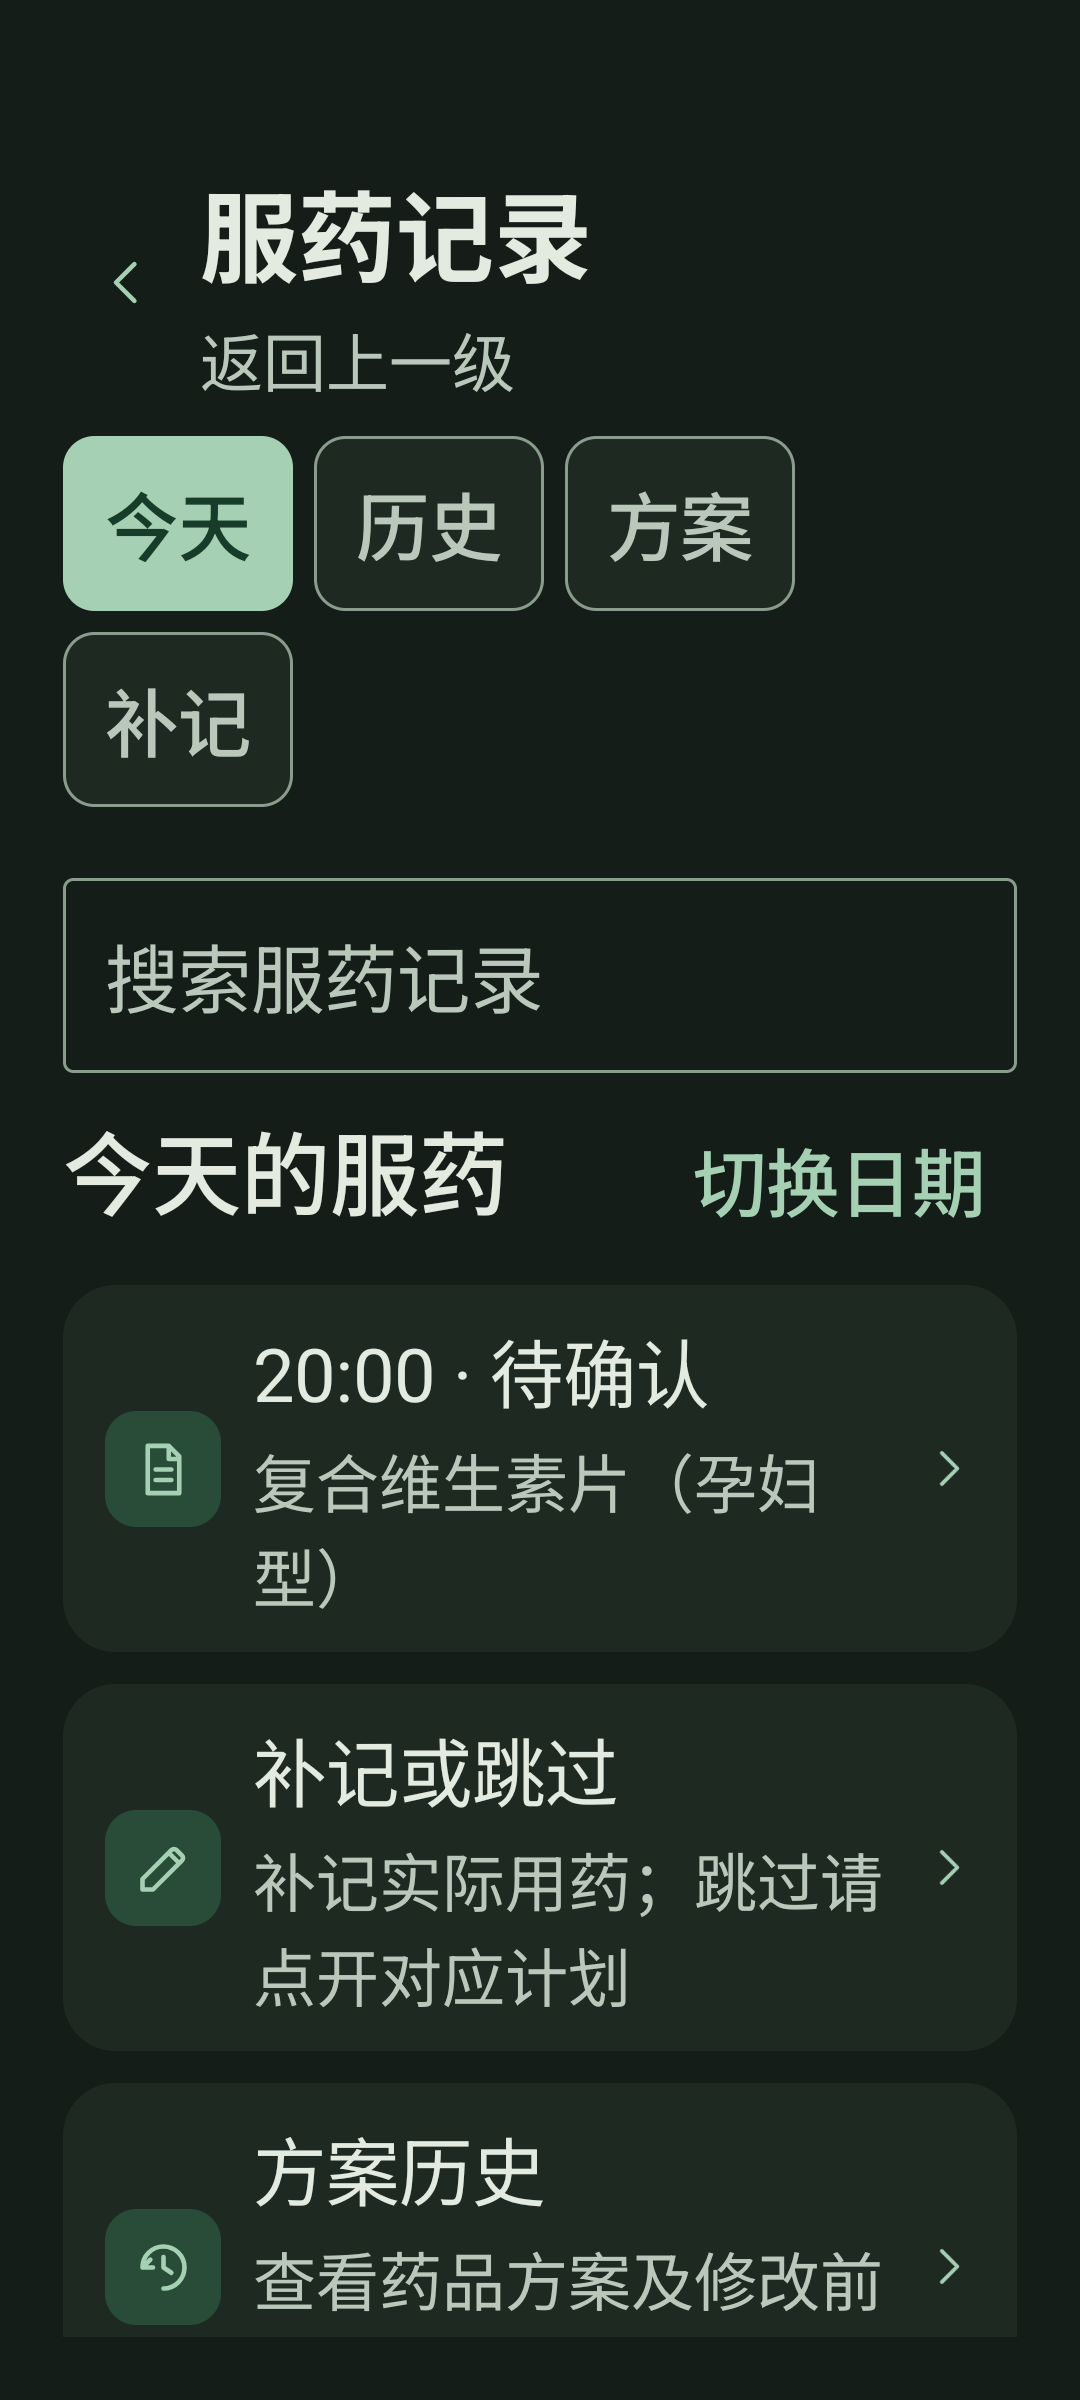 服药记录
返回上一级
今天
历史
方案
补记
搜索服药记录
今天的服药
切换日期
20:00 · 待确认
复合维生素片（孕妇
型）
补记或跳过
补记实际用药；跳过请
点开对应计划
方案历史
查看药品方案及修改前